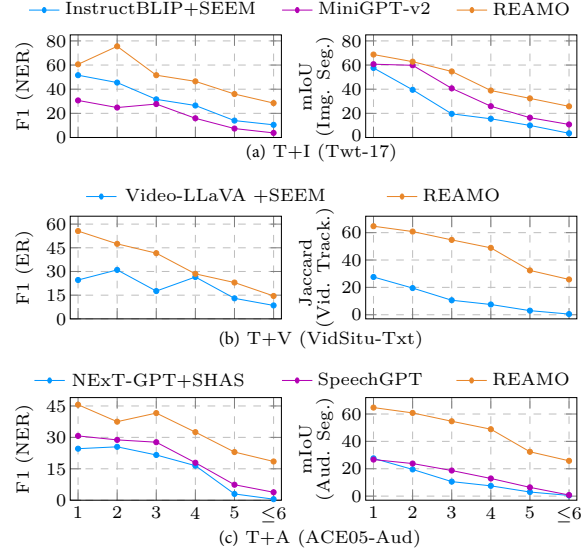 InstructBLIP+SEEM MiniGPT-v2 REAMO
F1 (NER)
80
60
40
20
0
mIoU
(Img. Seg.)
80
60
40
20
0
(a) T+I (Twt-17)
Video-LLaVA +SEEM REAMO
F1 (ER)
60
45
30
15
0
Jaccard
(Vid. Track.)
60
40
20
0
(b) T+V (VidSitu-Txt)
NExT-GPT+SHAS SpeechGPT REAMO
F1 (NER)
45
30
15
0
1 2 3 4 5 ≤6
mIoU
(Aud. Seg.)
60
40
20
0
1 2 3 4 5 ≤6
(c) T+A (ACE05-Aud)